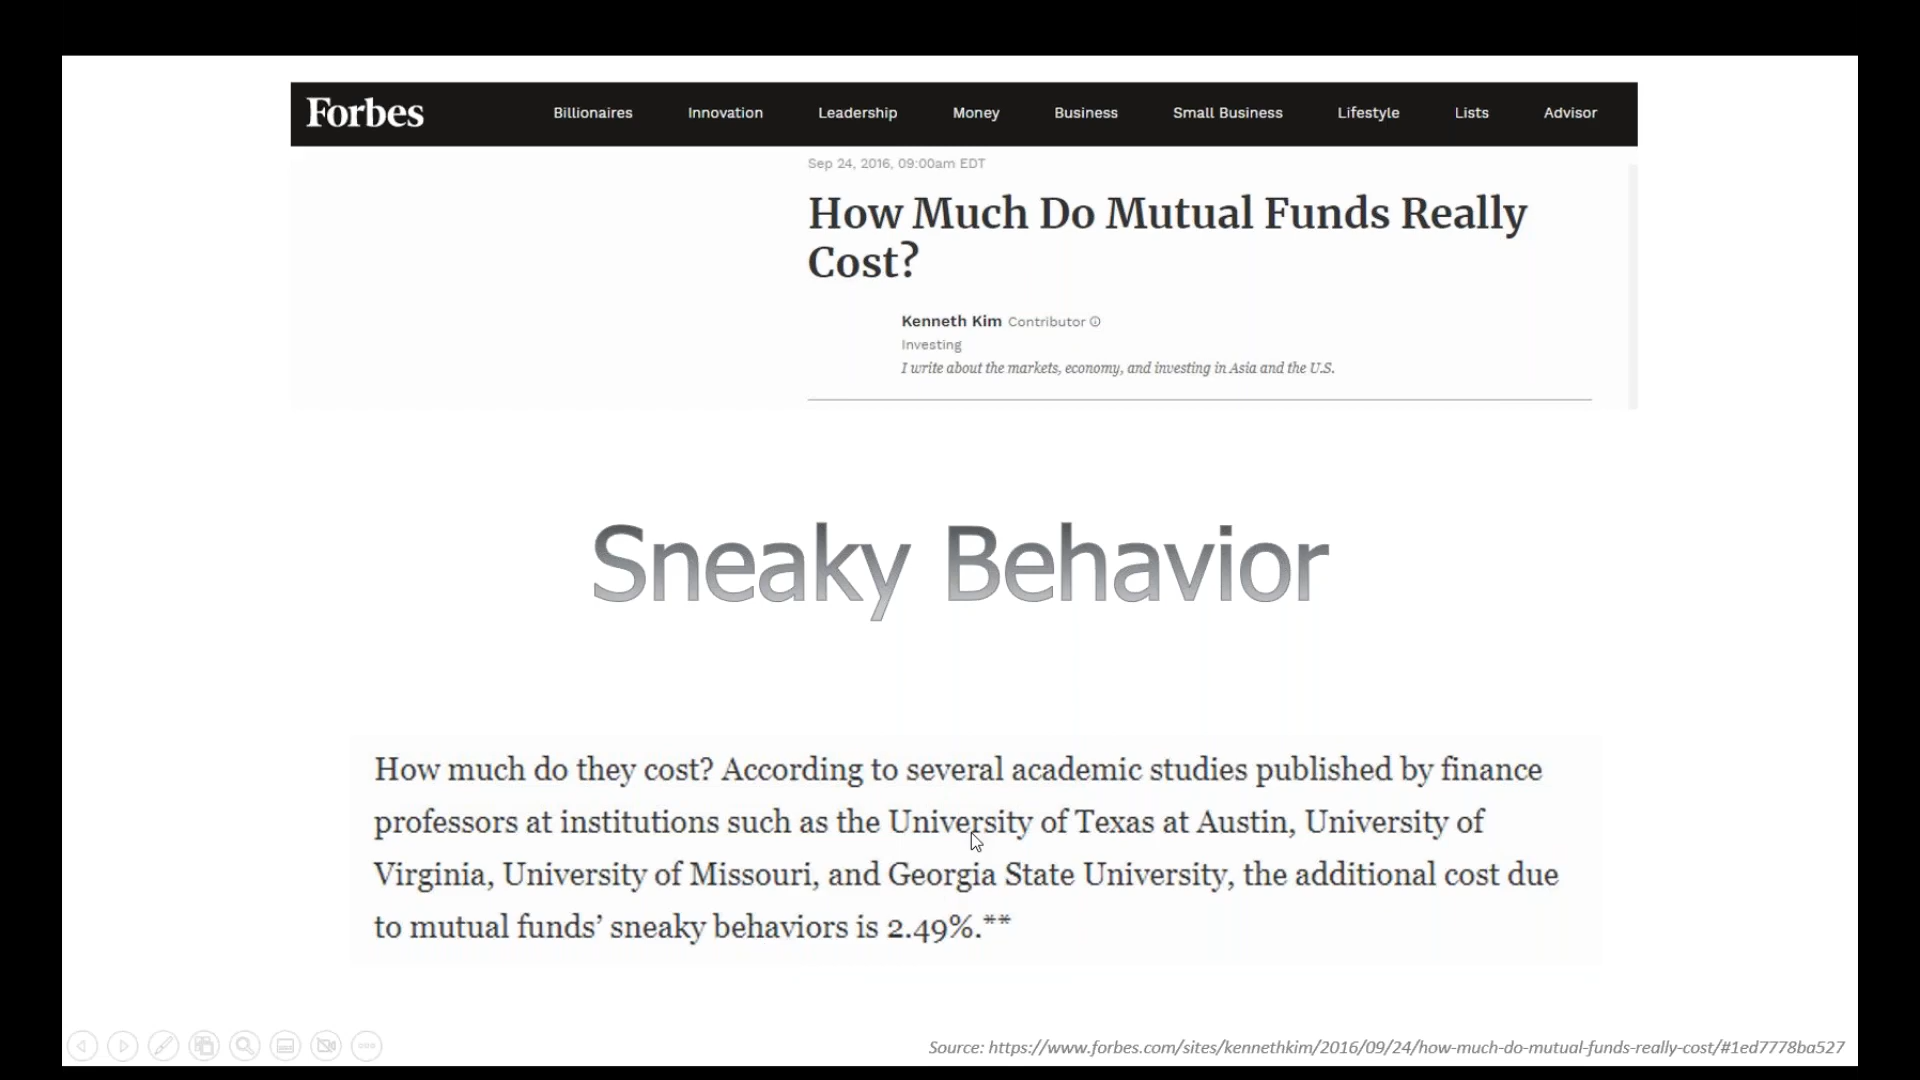 Forbes Billionaires Innovation Leadership Money Business Small Business Lifestyle Lists Advisor
Sep 24, 2016, 09:00am EDT
How Much Do Mutual Funds Really
Cost?
Kenneth Kim Contributor
Investing
I write about the markets, economy, and investing in Asia and the U.S.
Sneaky Behavior
How much do they cost? According to several academic studies published by finance
professors at institutions such as the University of Texas at Austin, University of
Virginia, University of Missouri, and Georgia State University, the additional cost due
to mutual funds’ sneaky behaviors is 2.49%.**
Source: https://www.forbes.com/sites/kennethkim/2016/09/24/how-much-do-mutual-funds-really-cost/#1ed7778ba527